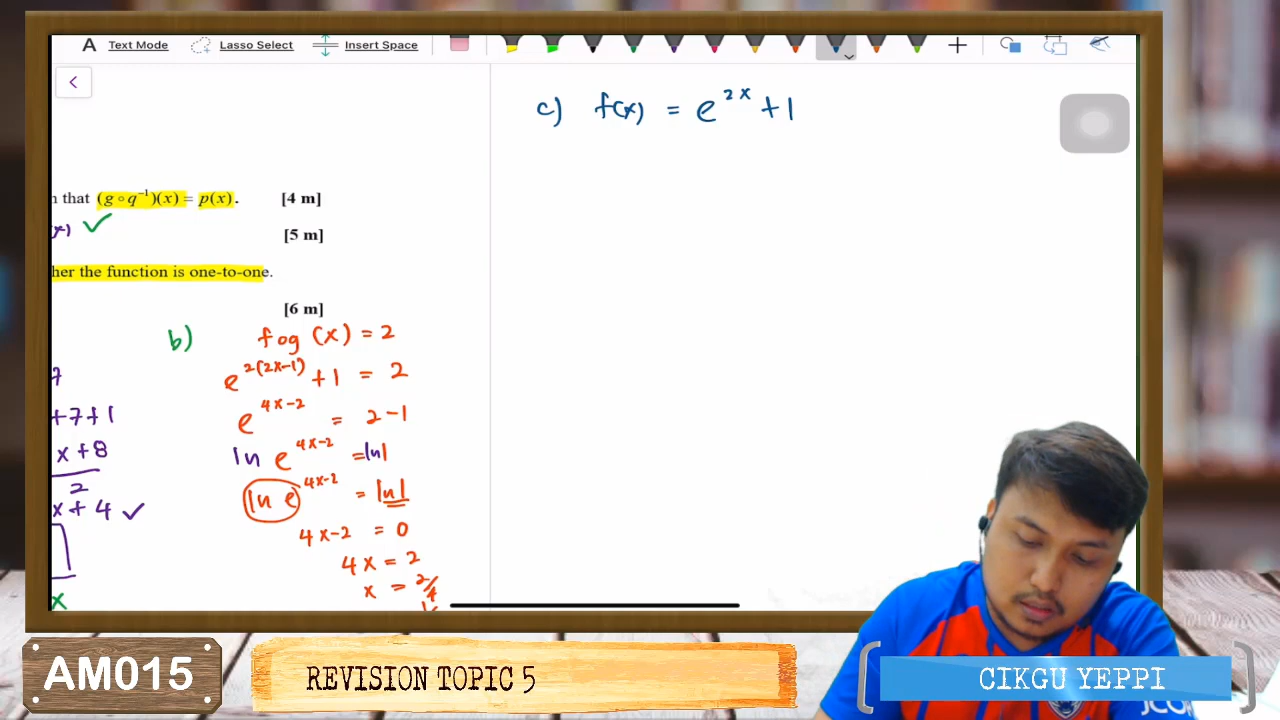 A Text Mode Lasso Select Insert Space
n that (g ∘ q⁻¹)(x) = p(x). [4 m]
(x) ✓ [5 m]
her the function is one-to-one.
[6 m]
7
+7+1
x + 8
2
x + 4 ✓
x
b) fog (x) = 2
e^{2(2x-1)} + 1 = 2
e^{4x-2} = 2-1
ln e^{4x-2} = ln1
ln e^{4x-2} = ln1
4x-2 = 0
4x = 2
x = 2/4
c) f(x) = e^{2x} + 1
AM015
REVISION TOPIC 5
CIKGU YEPPI